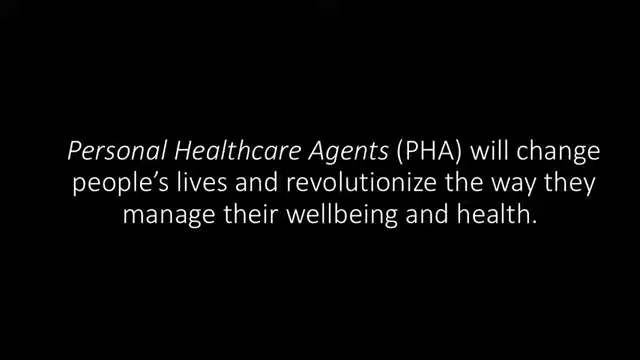 Personal Healthcare Agents (PHA) will change
people’s lives and revolutionize the way they
manage their wellbeing and health.